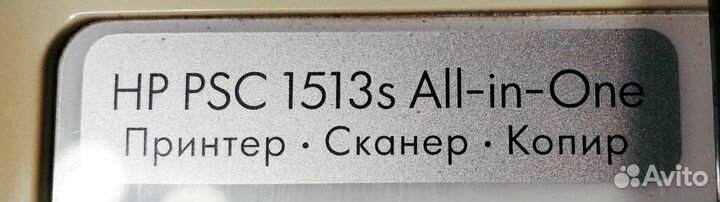 HP PSC 1513s All-in-One
Принтер · Сканер · Копир
Avito